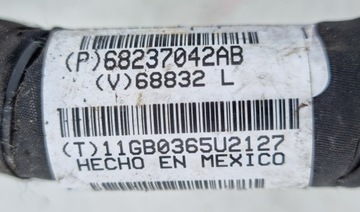 (P)68237042AB
(V)68832 L
(T)11GB0365U2127
HECHO EN MEXICO